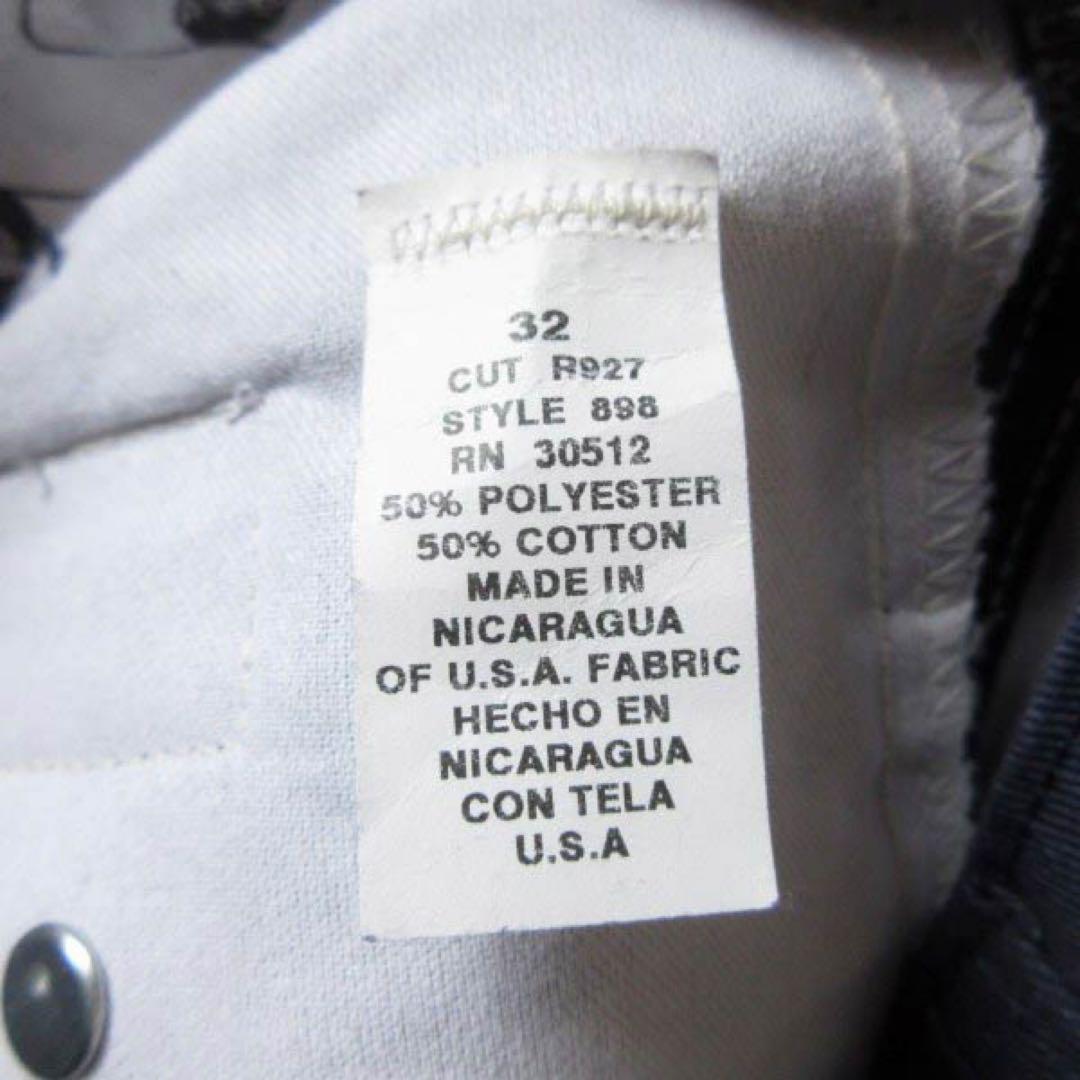 32
CUT R927
STYLE 898
RN 30512
50% POLYESTER
50% COTTON
MADE IN
NICARAGUA
OF U.S.A. FABRIC
HECHO EN
NICARAGUA
CON TELA
U.S.A